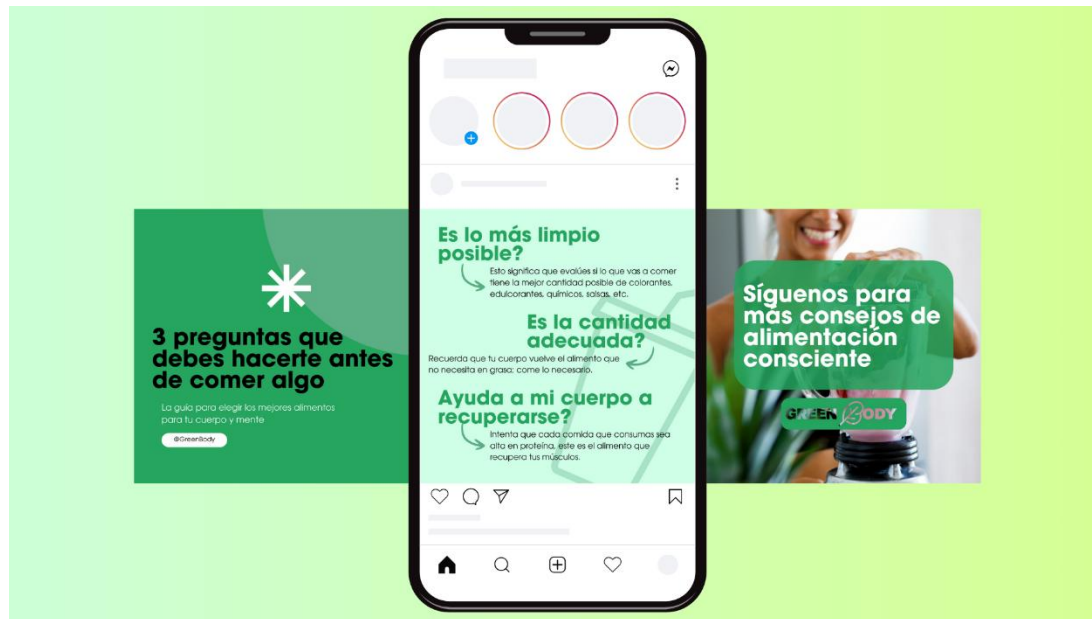 3 preguntas que
debes hacerte antes
de comer algo
La guía para elegir los mejores alimentos
para tu cuerpo y mente
@GreenBody
Es lo más limpio
posible?
Esto significa que evalúes si lo que vas a comer
tiene la mejor cantidad posible de colorantes,
edulcorantes, químicos, salsas, etc.
Es la cantidad
adecuada?
Recuerda que tu cuerpo vuelve el alimento que
no necesita en grasa; come lo necesario.
Ayuda a mi cuerpo a
recuperarse?
Intenta que cada comida que consumas sea
alta en proteína, este es el alimento que
recupera tus músculos.
Síguenos para
más consejos de
alimentación
consciente
GREEN BODY